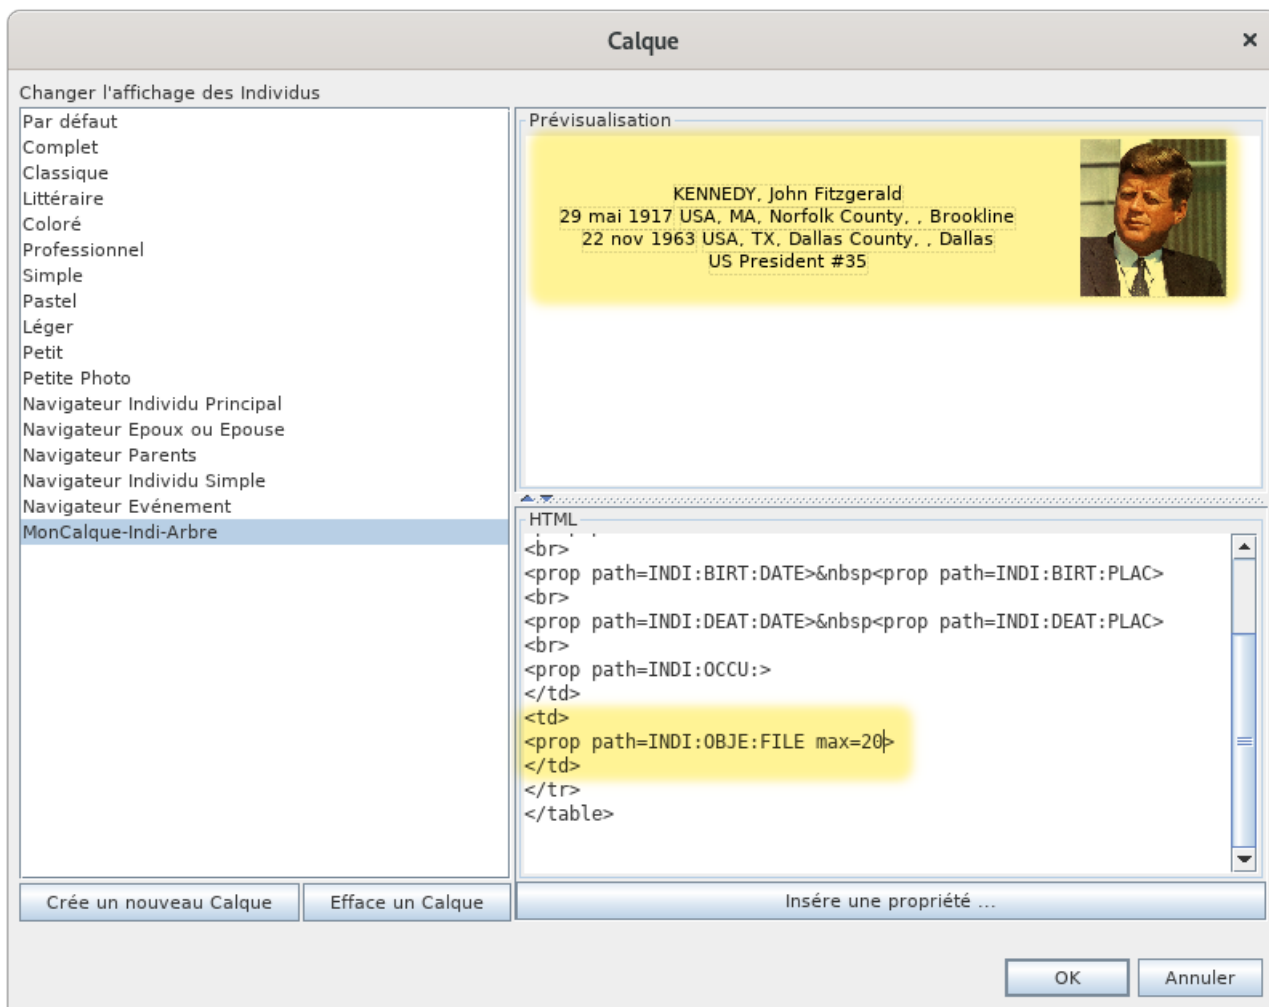 Calque
Changer l'affichage des Individus
Par défaut
Complet
Classique
Littéraire
Coloré
Professionnel
Simple
Pastel
Léger
Petit
Petite Photo
Navigateur Individu Principal
Navigateur Epoux ou Epouse
Navigateur Parents
Navigateur Individu Simple
Navigateur Evénement
MonCalque-Indi-Arbre
Crée un nouveau Calque
Efface un Calque
Prévisualisation
KENNEDY, John Fitzgerald
29 mai 1917 USA, MA, Norfolk County, , Brookline
22 nov 1963 USA, TX, Dallas County, , Dallas
US President #35
HTML
<br>
<prop path=INDI:BIRT:DATE>&nbsp<prop path=INDI:BIRT:PLAC>
<br>
<prop path=INDI:DEAT:DATE>&nbsp<prop path=INDI:DEAT:PLAC>
<br>
<prop path=INDI:OCCU:>
</td>
<td>
<prop path=INDI:OBJE:FILE max=20>
</td>
</tr>
</table>
Insére une propriété ...
OK
Annuler